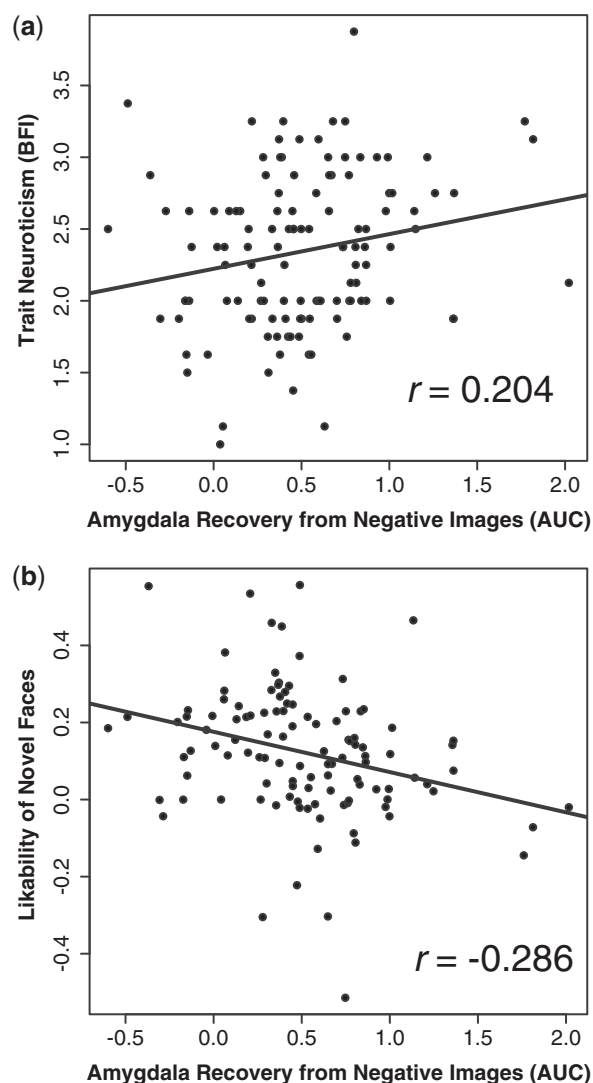 (a)
Trait Neuroticism (BFI)
3.5
3.0
2.5
2.0
1.5
1.0
r = 0.204
-0.5 0.0 0.5 1.0 1.5 2.0
Amygdala Recovery from Negative Images (AUC)
(b)
Likability of Novel Faces
0.4
0.2
0.0
-0.2
-0.4
r = -0.286
-0.5 0.0 0.5 1.0 1.5 2.0
Amygdala Recovery from Negative Images (AUC)